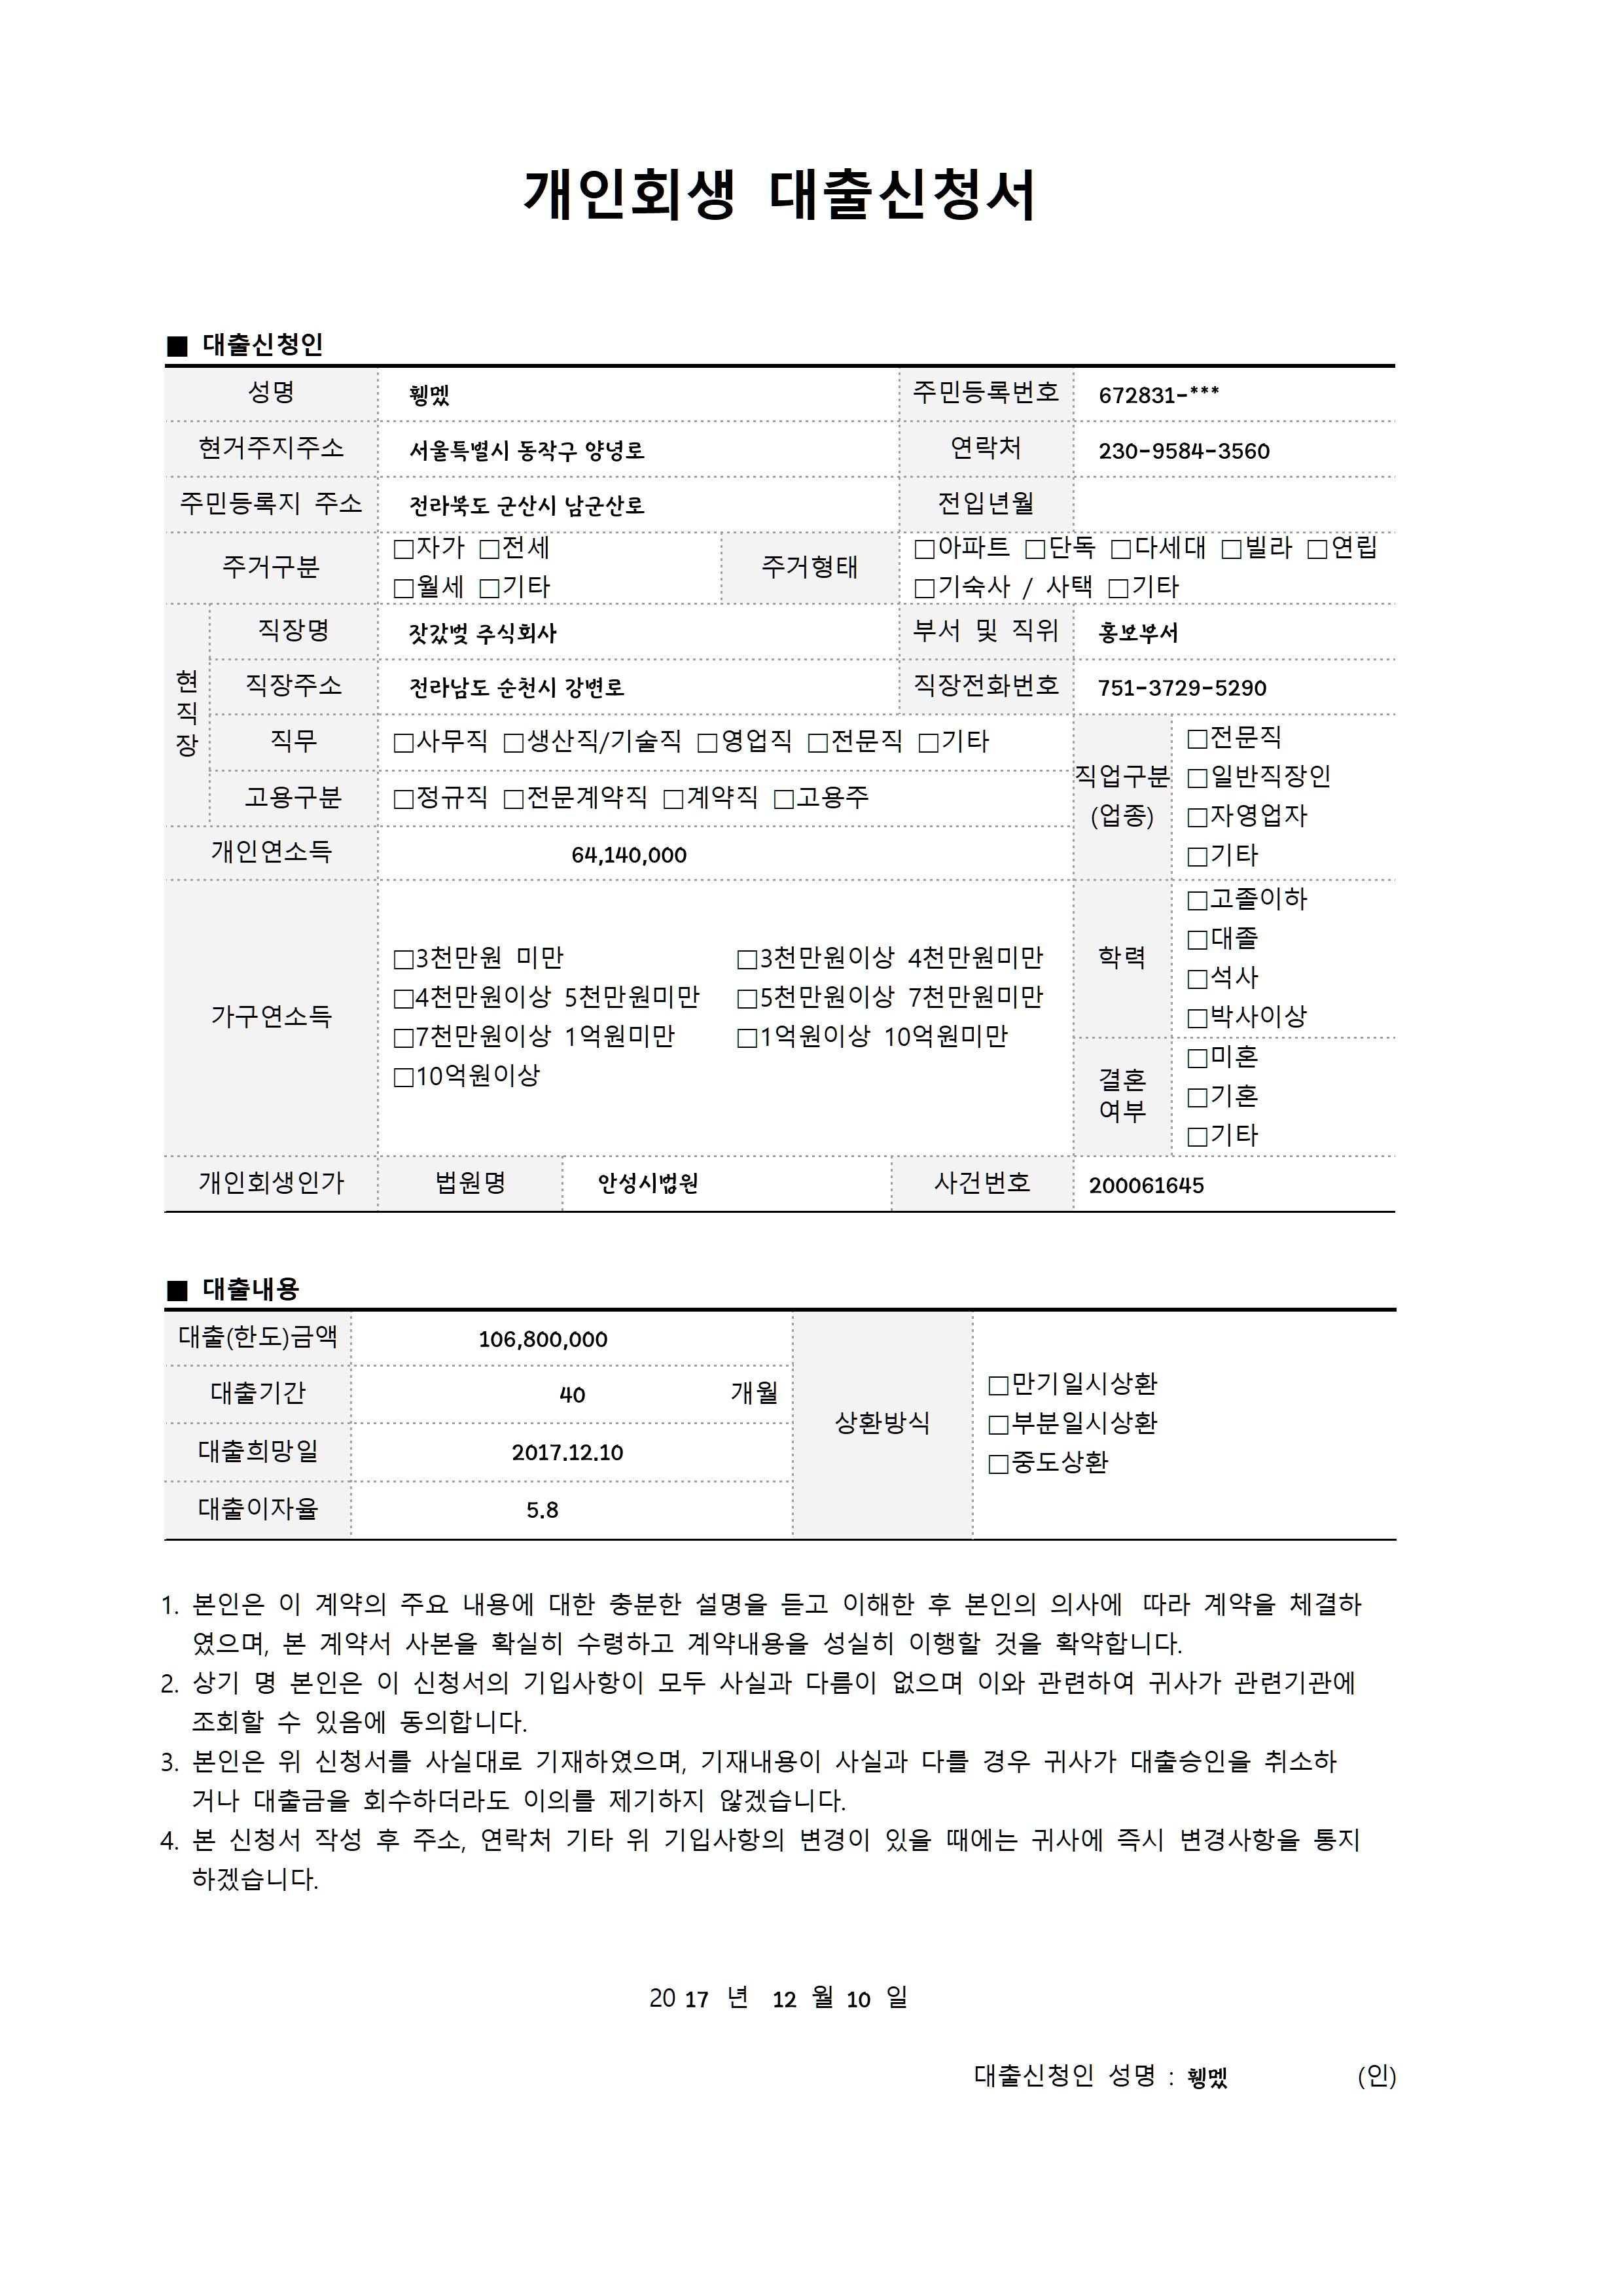 개인회생 대출신청서
■ 대출신청인
성명 휑멨 주민등록번호 672831-***
현거주지주소 서울특별시 동작구 양녕로 연락처 230-9584-3560
주민등록지 주소 전라북도 군산시 남군산로 전입년월
주거구분 □자가 □전세 □월세 □기타 주거형태 □아파트 □단독 □다세대 □빌라 □연립
□기숙사 / 사택 □기타
현직장
직장명 잣값벚 주식회사 부서 및 직위 홍보부서
직장주소 전라남도 순천시 강변로 직장전화번호 751-3729-5290
직무 □사무직 □생산직/기술직 □영업직 □전문직 □기타
고용구분 □정규직 □전문계약직 □계약직 □고용주
직업구분
(업종)
□전문직
□일반직장인
□자영업자
□기타
개인연소득 64,140,000
가구연소득
□3천만원 미만 □3천만원이상 4천만원미만
□4천만원이상 5천만원미만 □5천만원이상 7천만원미만
□7천만원이상 1억원미만 □1억원이상 10억원미만
□10억원이상
학력
□고졸이하
□대졸
□석사
□박사이상
결혼
여부
□미혼
□기혼
□기타
개인회생인가 법원명 안성시법원 사건번호 200061645
■ 대출내용
대출(한도)금액 106,800,000
대출기간 40 개월
대출희망일 2017.12.10
대출이자율 5.8
상환방식
□만기일시상환
□부분일시상환
□중도상환
1. 본인은 이 계약의 주요 내용에 대한 충분한 설명을 듣고 이해한 후 본인의 의사에 따라 계약을 체결하
였으며, 본 계약서 사본을 확실히 수령하고 계약내용을 성실히 이행할 것을 확약합니다.
2. 상기 명 본인은 이 신청서의 기입사항이 모두 사실과 다름이 없으며 이와 관련하여 귀사가 관련기관에
조회할 수 있음에 동의합니다.
3. 본인은 위 신청서를 사실대로 기재하였으며, 기재내용이 사실과 다를 경우 귀사가 대출승인을 취소하
거나 대출금을 회수하더라도 이의를 제기하지 않겠습니다.
4. 본 신청서 작성 후 주소, 연락처 기타 위 기입사항의 변경이 있을 때에는 귀사에 즉시 변경사항을 통지
하겠습니다.
20 17 년 12 월 10 일
대출신청인 성명 : 휑멨 (인)